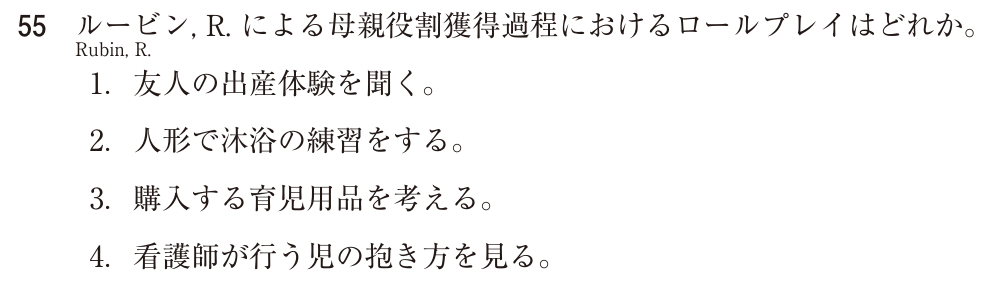 55 ルービン, R. による母親役割獲得過程におけるロールプレイはどれか。
Rubin, R.
1. 友人の出産体験を聞く。
2. 人形で沐浴の練習をする。
3. 購入する育児用品を考える。
4. 看護師が行う児の抱き方を見る。